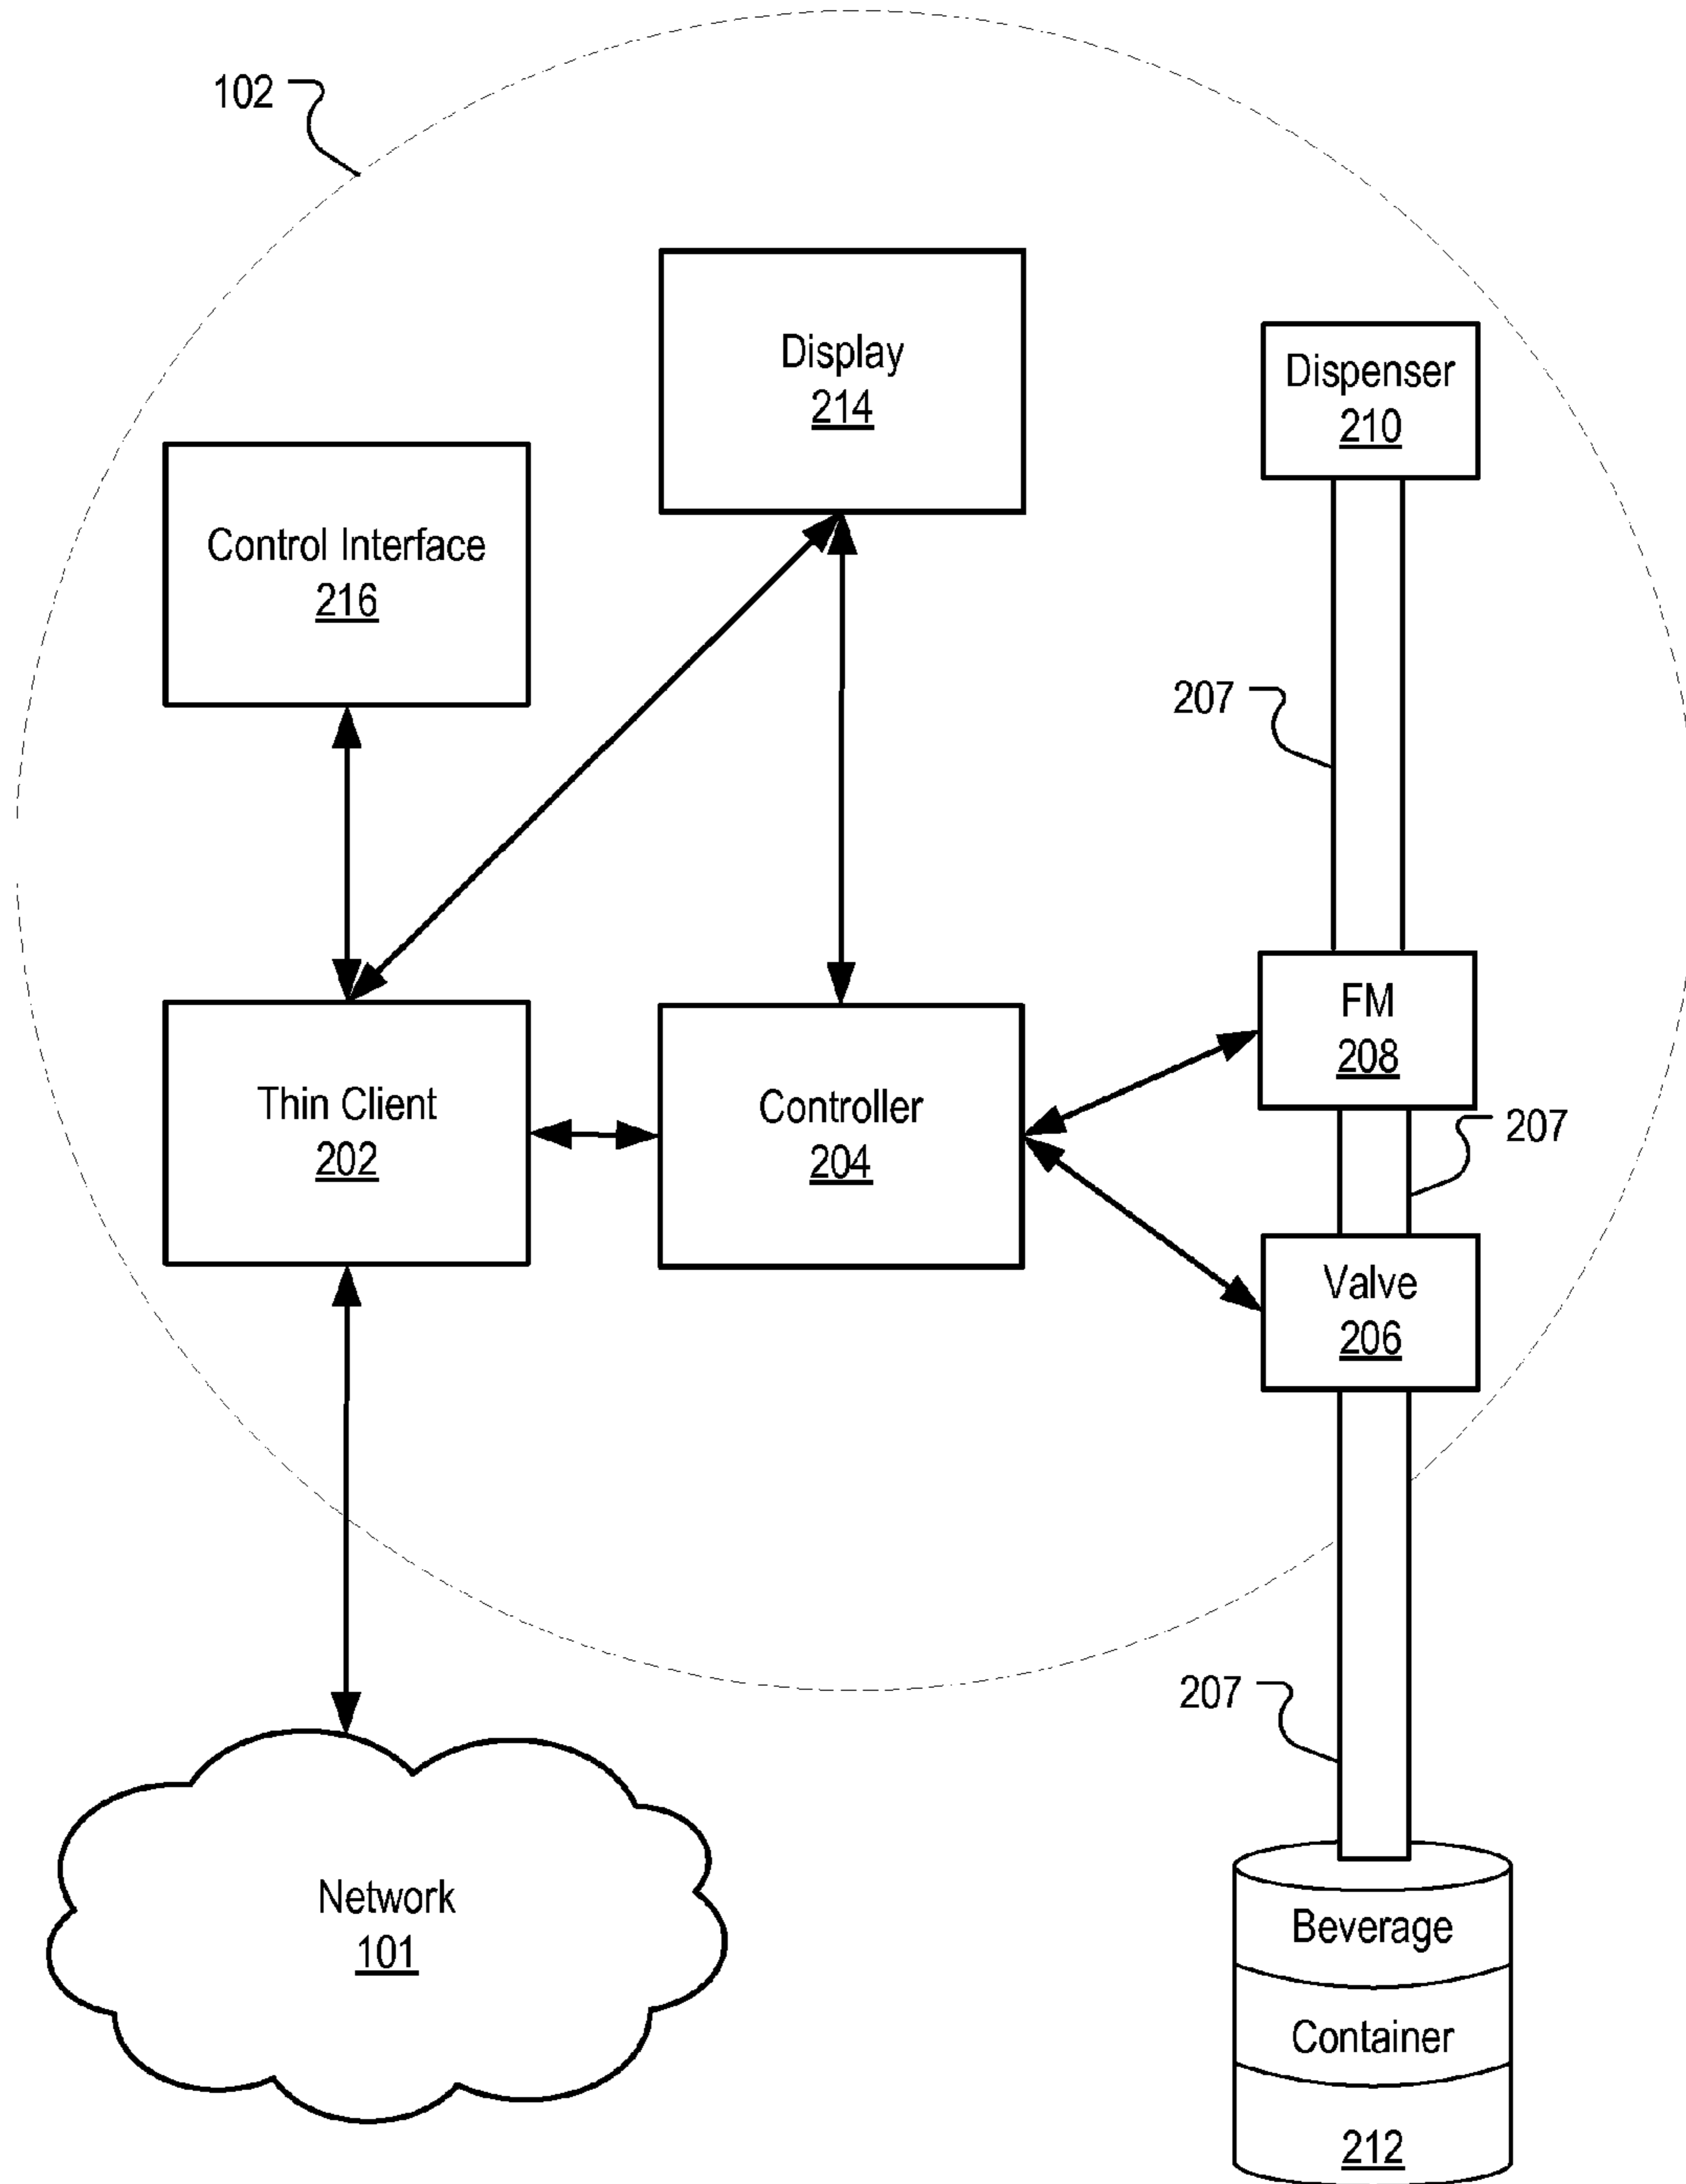 102
Display
214
Dispenser
210
Control Interface
216
207
FM
208
Thin Client
202
Controller
204
207
Valve
206
207
Network
101
Beverage
Container
212